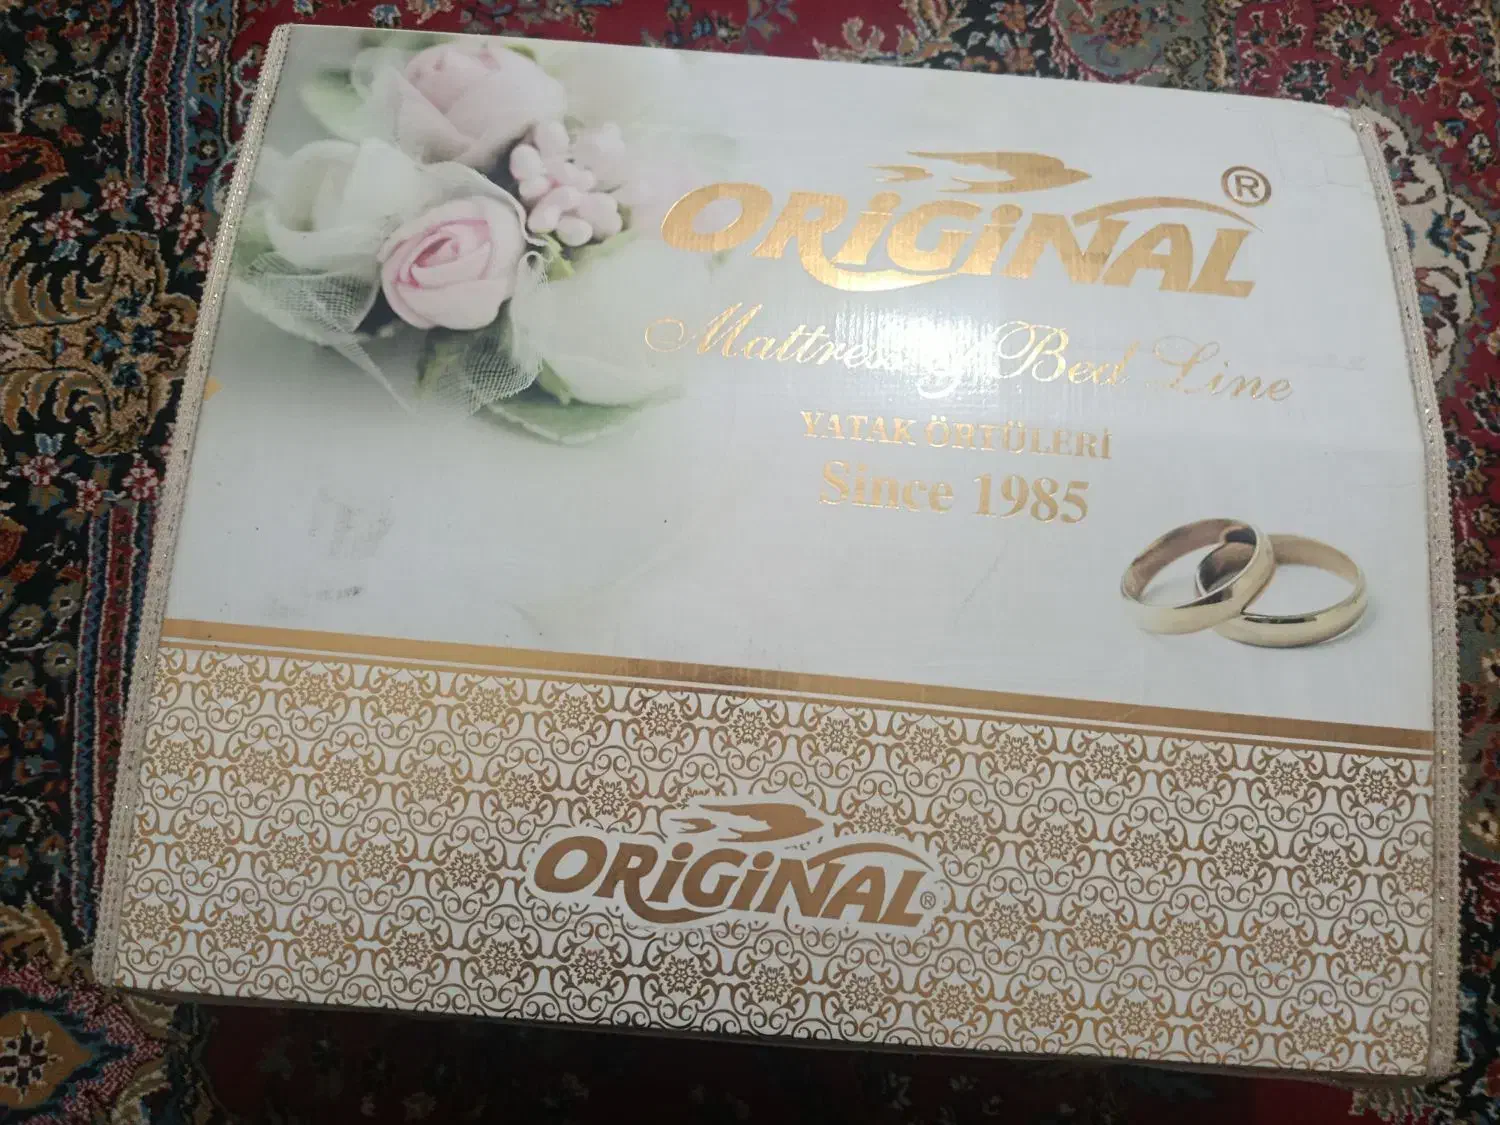 ORiGiNAL ®
Mattress & Bed Line
YATAK ÖRTÜLERİ
Since 1985
ORiGiNAL ®